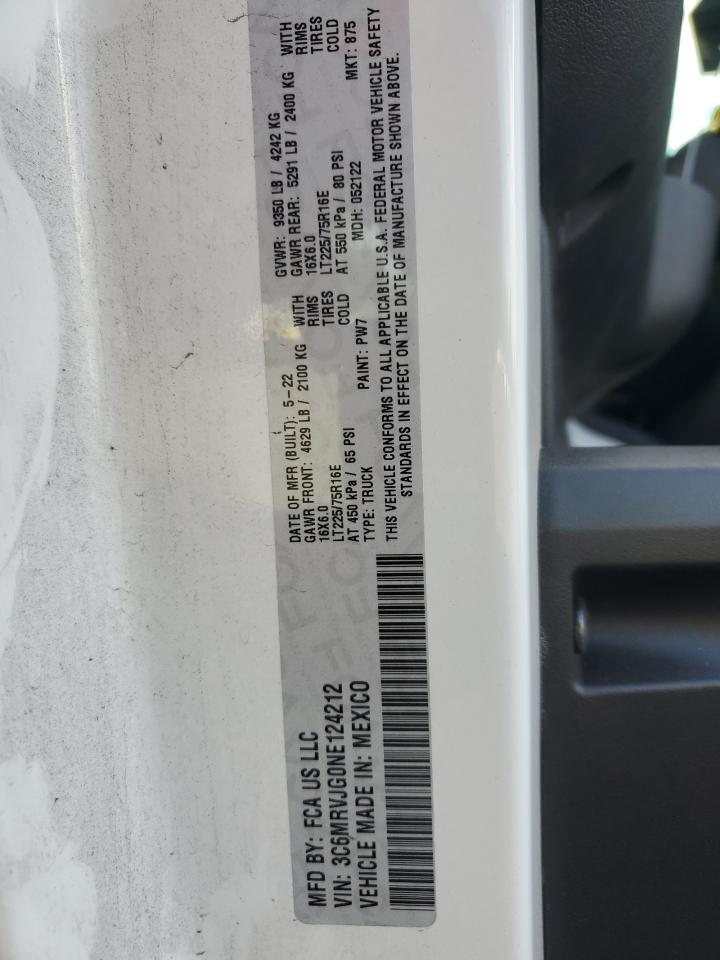 MFD BY: FCA US LLC
VIN: 3C6MRVJG0NE124212
VEHICLE MADE IN: MEXICO
DATE OF MFR (BUILT): 5-22
GVWR: 9350 LB / 4242 KG
GAWR FRONT: 4629 LB / 2100 KG WITH
16X6.0 RIMS
LT225/75R16E TIRES
AT 450 kPa / 65 PSI COLD
GAWR REAR: 5291 LB / 2400 KG WITH
16X6.0 RIMS
LT225/75R16E TIRES
AT 550 kPa / 80 PSI COLD
TYPE: TRUCK PAINT: PW7 MDH: 052122 MKT: 875
THIS VEHICLE CONFORMS TO ALL APPLICABLE U.S.A. FEDERAL MOTOR VEHICLE SAFETY
STANDARDS IN EFFECT ON THE DATE OF MANUFACTURE SHOWN ABOVE.